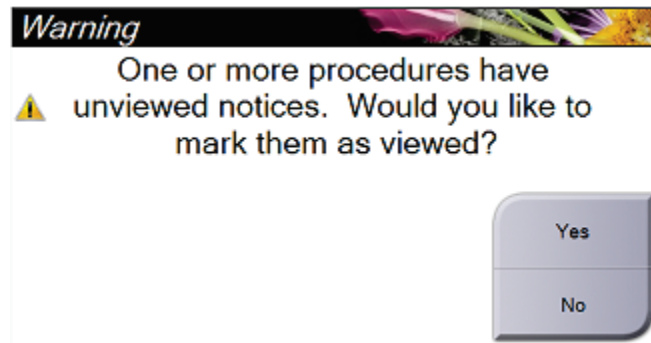 Warning
One or more procedures have
unviewed notices.  Would you like to
mark them as viewed?
Yes
No